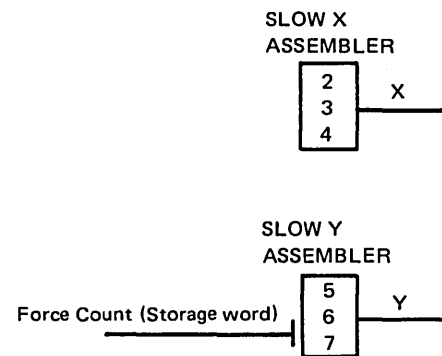 SLOW X
ASSEMBLER
2
3
X
4
SLOW Y
ASSEMBLER
5
Force Count (Storage word)
6
Y
7